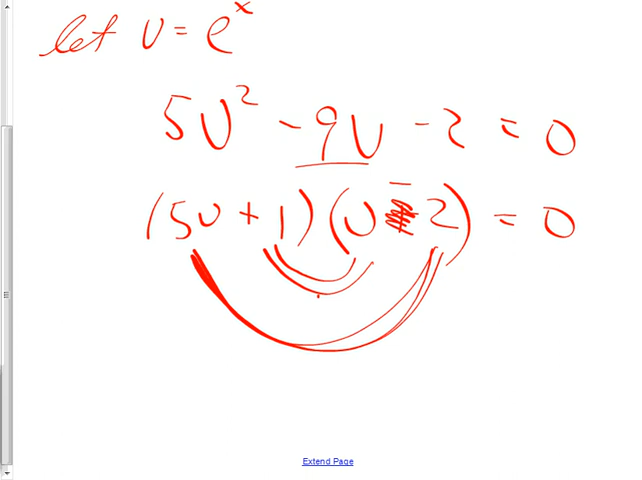 let u = e^x
5u² - 9u - 2 = 0
(5u + 1)(u - 2) = 0
Extend Page